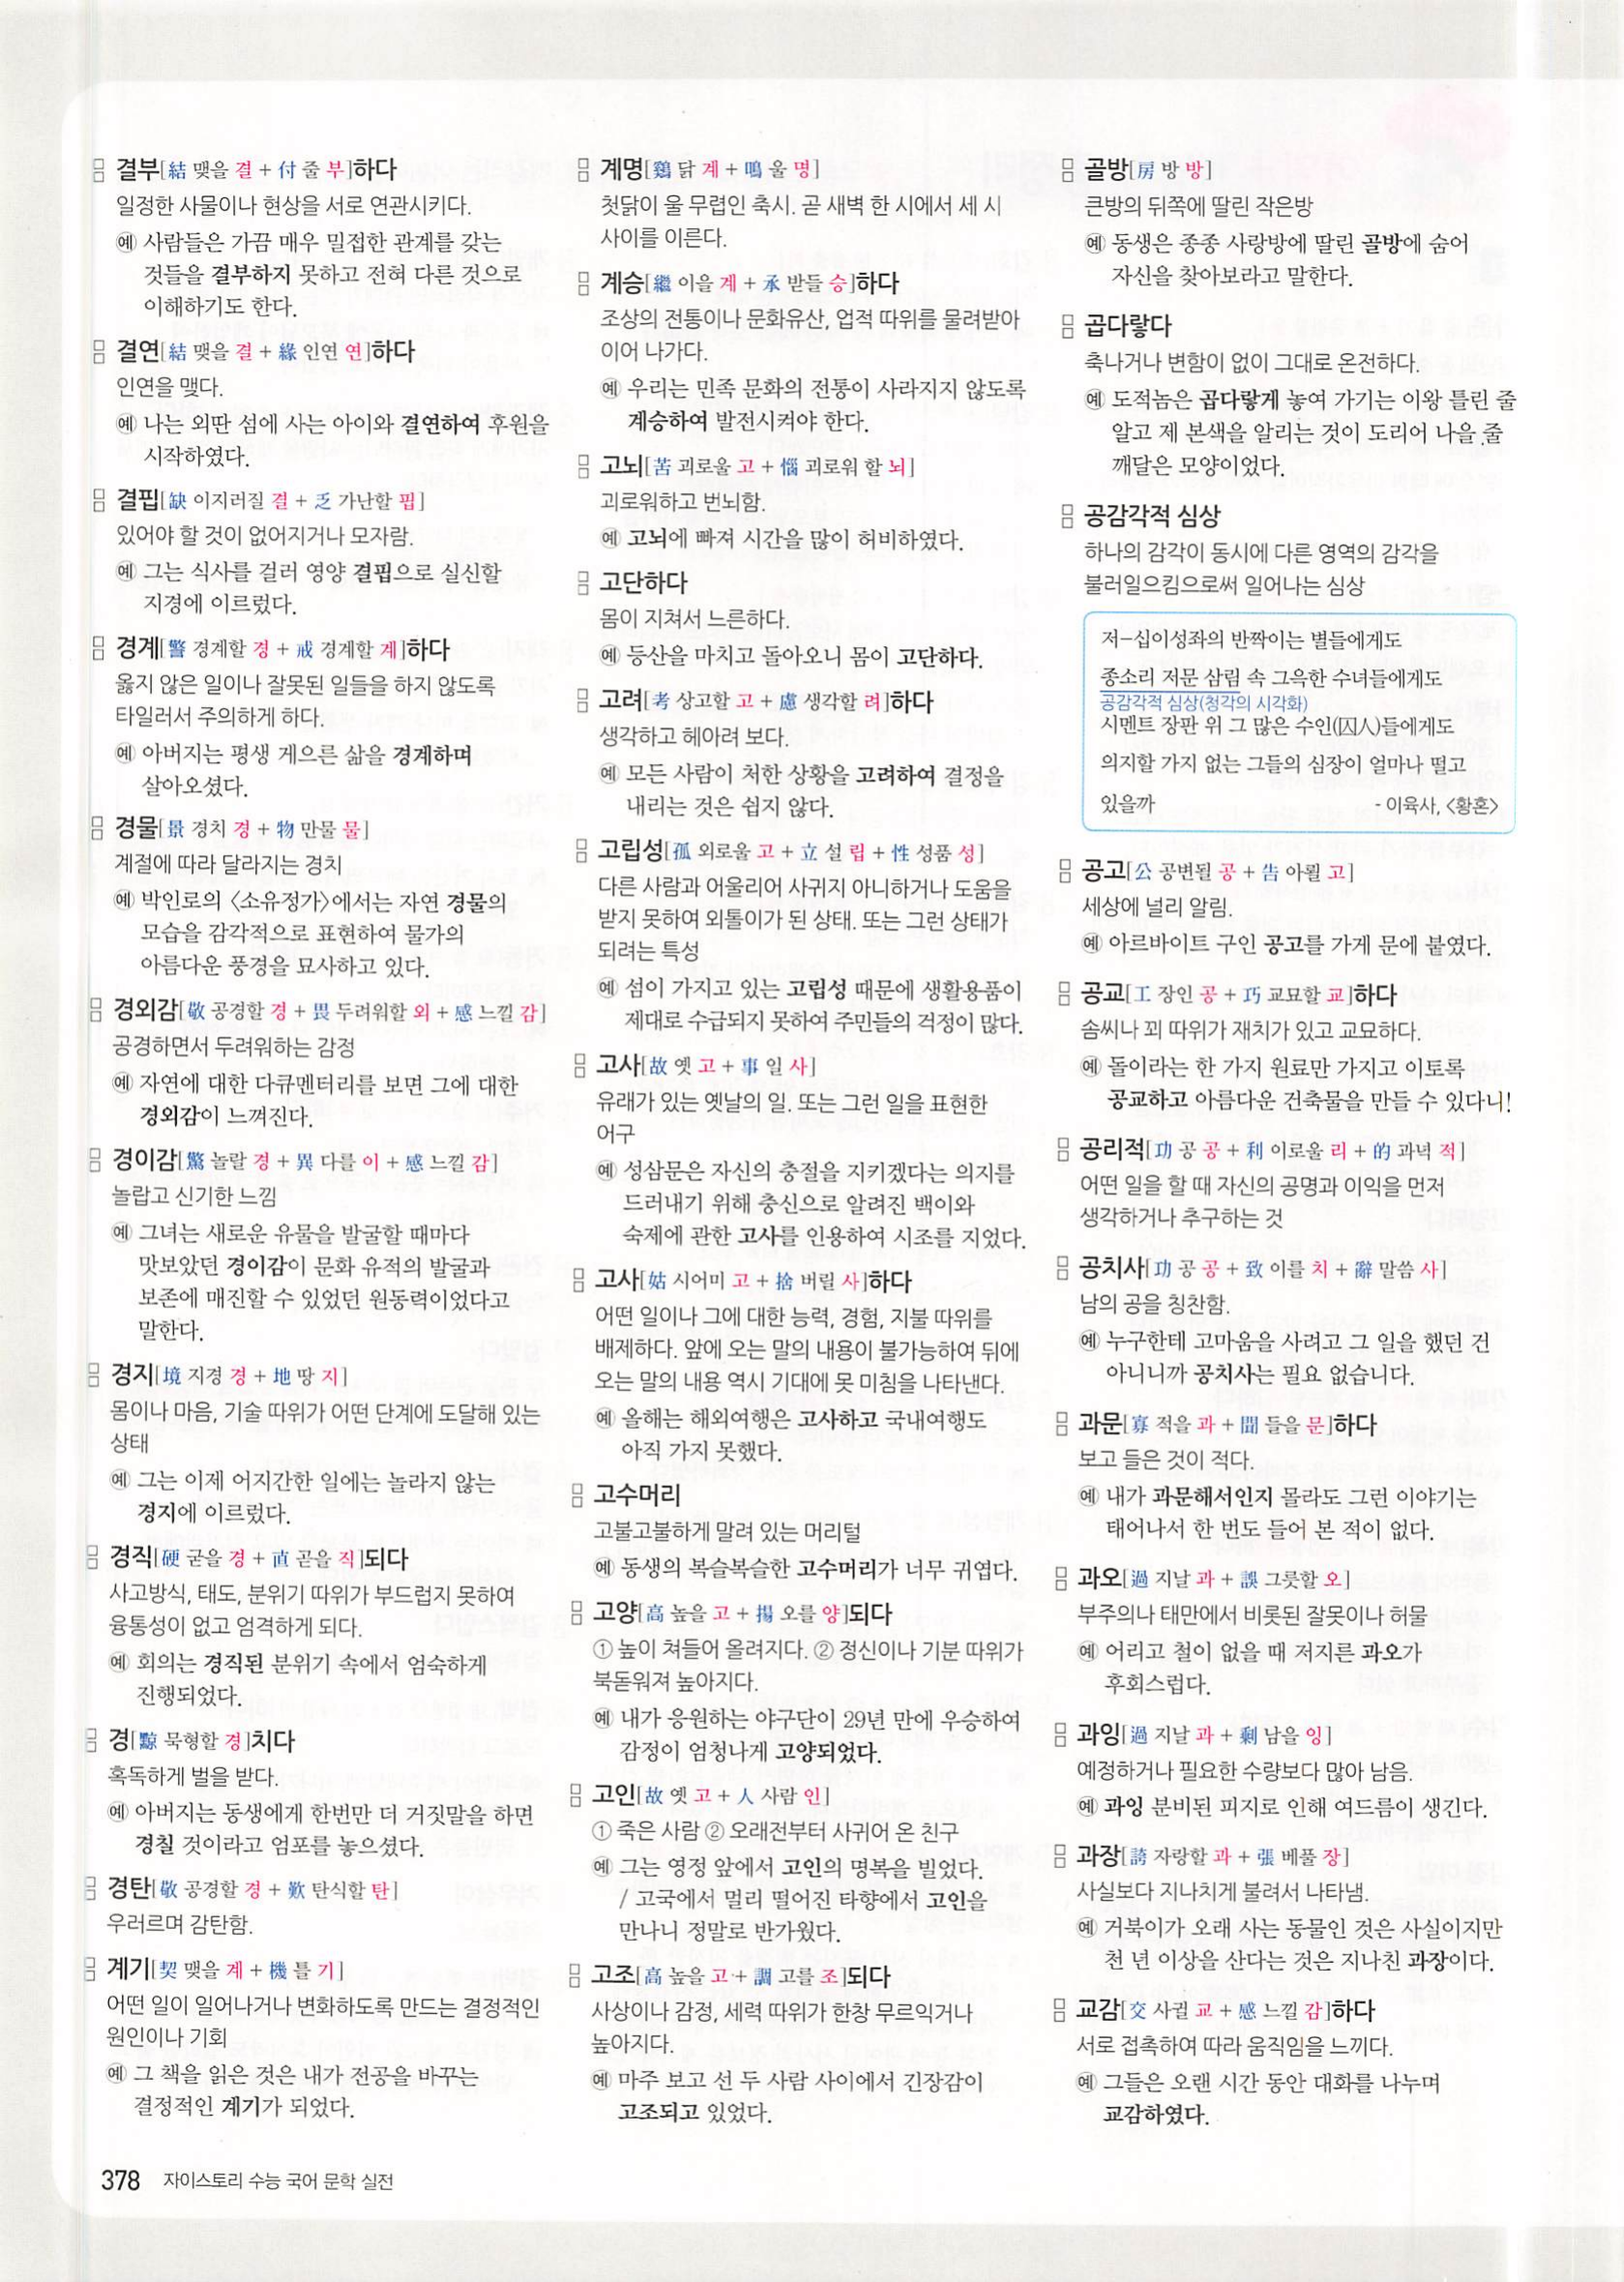 결부[結 맺을 결 + 付 줄 부]하다
일정한 사물이나 현상을 서로 연관시키다.
예 사람들은 가끔 매우 밀접한 관계를 갖는
것들을 결부하지 못하고 전혀 다른 것으로
이해하기도 한다.
결연[結 맺을 결 + 緣 인연 연]하다
인연을 맺다.
예 나는 외딴 섬에 사는 아이와 결연하여 후원을
시작하였다.
결핍[缺 이지러질 결 + 乏 가난할 핍]
있어야 할 것이 없어지거나 모자람.
예 그는 식사를 걸러 영양 결핍으로 실신할
지경에 이르렀다.
경계[警 경계할 경 + 戒 경계할 계]하다
옳지 않은 일이나 잘못된 일들을 하지 않도록
타일러서 주의하게 하다.
예 아버지는 평생 게으른 삶을 경계하며
살아오셨다.
경물[景 경치 경 + 物 만물 물]
계절에 따라 달라지는 경치
예 박인로의 〈소유정가〉에서는 자연 경물의
모습을 감각적으로 표현하여 물가의
아름다운 풍경을 묘사하고 있다.
경외감[敬 공경할 경 + 畏 두려워할 외 + 感 느낄 감]
공경하면서 두려워하는 감정
예 자연에 대한 다큐멘터리를 보면 그에 대한
경외감이 느껴진다.
경이감[驚 놀랄 경 + 異 다를 이 + 感 느낄 감]
놀랍고 신기한 느낌
예 그녀는 새로운 유물을 발굴할 때마다
맛보았던 경이감이 문화 유적의 발굴과
보존에 매진할 수 있었던 원동력이었다고
말한다.
경지[境 지경 경 + 地 땅 지]
몸이나 마음, 기술 따위가 어떤 단계에 도달해 있는
상태
예 그는 이제 어지간한 일에는 놀라지 않는
경지에 이르렀다.
경직[硬 굳을 경 + 直 곧을 직]되다
사고방식, 태도, 분위기 따위가 부드럽지 못하여
융통성이 없고 엄격하게 되다.
예 회의는 경직된 분위기 속에서 엄숙하게
진행되었다.
경[黥 묵형할 경]치다
혹독하게 벌을 받다.
예 아버지는 동생에게 한번만 더 거짓말을 하면
경칠 것이라고 엄포를 놓으셨다.
경탄[敬 공경할 경 + 歎 탄식할 탄]
우러르며 감탄함.
계기[契 맺을 계 + 機 틀 기]
어떤 일이 일어나거나 변화하도록 만드는 결정적인
원인이나 기회
예 그 책을 읽은 것은 내가 전공을 바꾸는
결정적인 계기가 되었다.
계명[鷄 닭 계 + 鳴 울 명]
첫닭이 울 무렵인 축시. 곧 새벽 한 시에서 세 시
사이를 이른다.
계승[繼 이을 계 + 承 받들 승]하다
조상의 전통이나 문화유산, 업적 따위를 물려받아
이어 나가다.
예 우리는 민족 문화의 전통이 사라지지 않도록
계승하여 발전시켜야 한다.
고뇌[苦 괴로울 고 + 惱 괴로워 할 뇌]
괴로워하고 번뇌함.
예 고뇌에 빠져 시간을 많이 허비하였다.
고단하다
몸이 지쳐서 느른하다.
예 등산을 마치고 돌아오니 몸이 고단하다.
고려[考 상고할 고 + 慮 생각할 려]하다
생각하고 헤아려 보다.
예 모든 사람이 처한 상황을 고려하여 결정을
내리는 것은 쉽지 않다.
고립성[孤 외로울 고 + 立 설 립 + 性 성품 성]
다른 사람과 어울리어 사귀지 아니하거나 도움을
받지 못하여 외톨이가 된 상태. 또는 그런 상태가
되려는 특성
예 섬이 가지고 있는 고립성 때문에 생활용품이
제대로 수급되지 못하여 주민들의 걱정이 많다.
고사[故 옛 고 + 事 일 사]
유래가 있는 옛날의 일. 또는 그런 일을 표현한
어구
예 성삼문은 자신의 충절을 지키겠다는 의지를
드러내기 위해 충신으로 알려진 백이와
숙제에 관한 고사를 인용하여 시조를 지었다.
고사[姑 시어미 고 + 捨 버릴 사]하다
어떤 일이나 그에 대한 능력, 경험, 지불 따위를
배제하다. 앞에 오는 말의 내용이 불가능하여 뒤에
오는 말의 내용 역시 기대에 못 미침을 나타낸다.
예 올해는 해외여행은 고사하고 국내여행도
아직 가지 못했다.
고수머리
고불고불하게 말려 있는 머리털
예 동생의 복슬복슬한 고수머리가 너무 귀엽다.
고양[高 높을 고 + 揚 오를 양]되다
① 높이 쳐들어 올려지다. ② 정신이나 기분 따위가
북돋워져 높아지다.
예 내가 응원하는 야구단이 29년 만에 우승하여
감정이 엄청나게 고양되었다.
고인[故 옛 고 + 人 사람 인]
① 죽은 사람 ② 오래전부터 사귀어 온 친구
예 그는 영정 앞에서 고인의 명복을 빌었다.
/ 고국에서 멀리 떨어진 타향에서 고인을
만나니 정말로 반가웠다.
고조[高 높을 고 + 調 고를 조]되다
사상이나 감정, 세력 따위가 한창 무르익거나
높아지다.
예 마주 보고 선 두 사람 사이에서 긴장감이
고조되고 있었다.
골방[房 방 방]
큰방의 뒤쪽에 딸린 작은방
예 동생은 종종 사랑방에 딸린 골방에 숨어
자신을 찾아보라고 말한다.
곱다랗다
축나거나 변함이 없이 그대로 온전하다.
예 도적놈은 곱다랗게 놓여 가기는 이왕 틀린 줄
알고 제 본색을 알리는 것이 도리어 나을 줄
깨달은 모양이었다.
공감각적 심상
하나의 감각이 동시에 다른 영역의 감각을
불러일으킴으로써 일어나는 심상
저-십이성좌의 반짝이는 별들에게도
종소리 저문 삼림 속 그윽한 수녀들에게도
공감각적 심상(청각의 시각화)
시멘트 장판 위 그 많은 수인(囚人)들에게도
의지할 가지 없는 그들의 심장이 얼마나 떨고
있을까 - 이육사, 〈황혼〉
공고[公 공변될 공 + 告 아뢸 고]
세상에 널리 알림.
예 아르바이트 구인 공고를 가게 문에 붙였다.
공교[工 장인 공 + 巧 교묘할 교]하다
솜씨나 꾀 따위가 재치가 있고 교묘하다.
예 돌이라는 한 가지 원료만 가지고 이토록
공교하고 아름다운 건축물을 만들 수 있다니!
공리적[功 공 공 + 利 이로울 리 + 的 과녁 적]
어떤 일을 할 때 자신의 공명과 이익을 먼저
생각하거나 추구하는 것
공치사[功 공 공 + 致 이를 치 + 辭 말씀 사]
남의 공을 칭찬함.
예 누구한테 고마움을 사려고 그 일을 했던 건
아니니까 공치사는 필요 없습니다.
과문[寡 적을 과 + 聞 들을 문]하다
보고 들은 것이 적다.
예 내가 과문해서인지 몰라도 그런 이야기는
태어나서 한 번도 들어 본 적이 없다.
과오[過 지날 과 + 誤 그릇할 오]
부주의나 태만에서 비롯된 잘못이나 허물
예 어리고 철이 없을 때 저지른 과오가
후회스럽다.
과잉[過 지날 과 + 剩 남을 잉]
예정하거나 필요한 수량보다 많아 남음.
예 과잉 분비된 피지로 인해 여드름이 생긴다.
과장[誇 자랑할 과 + 張 베풀 장]
사실보다 지나치게 불려서 나타냄.
예 거북이가 오래 사는 동물인 것은 사실이지만
천 년 이상을 산다는 것은 지나친 과장이다.
교감[交 사귈 교 + 感 느낄 감]하다
서로 접촉하여 따라 움직임을 느끼다.
예 그들은 오랜 시간 동안 대화를 나누며
교감하였다.
378 자이스토리 수능 국어 문학 실전